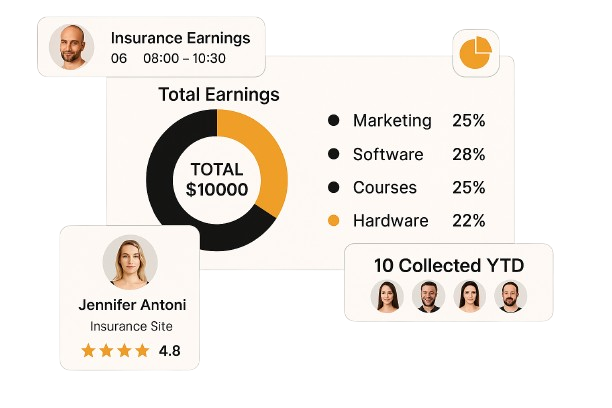 Insurance Earnings
06 08:00 – 10:30
Total Earnings
TOTAL
$10000
Marketing 25%
Software 28%
Courses 25%
Hardware 22%
Jennifer Antoni
Insurance Site
4.8
10 Collected YTD